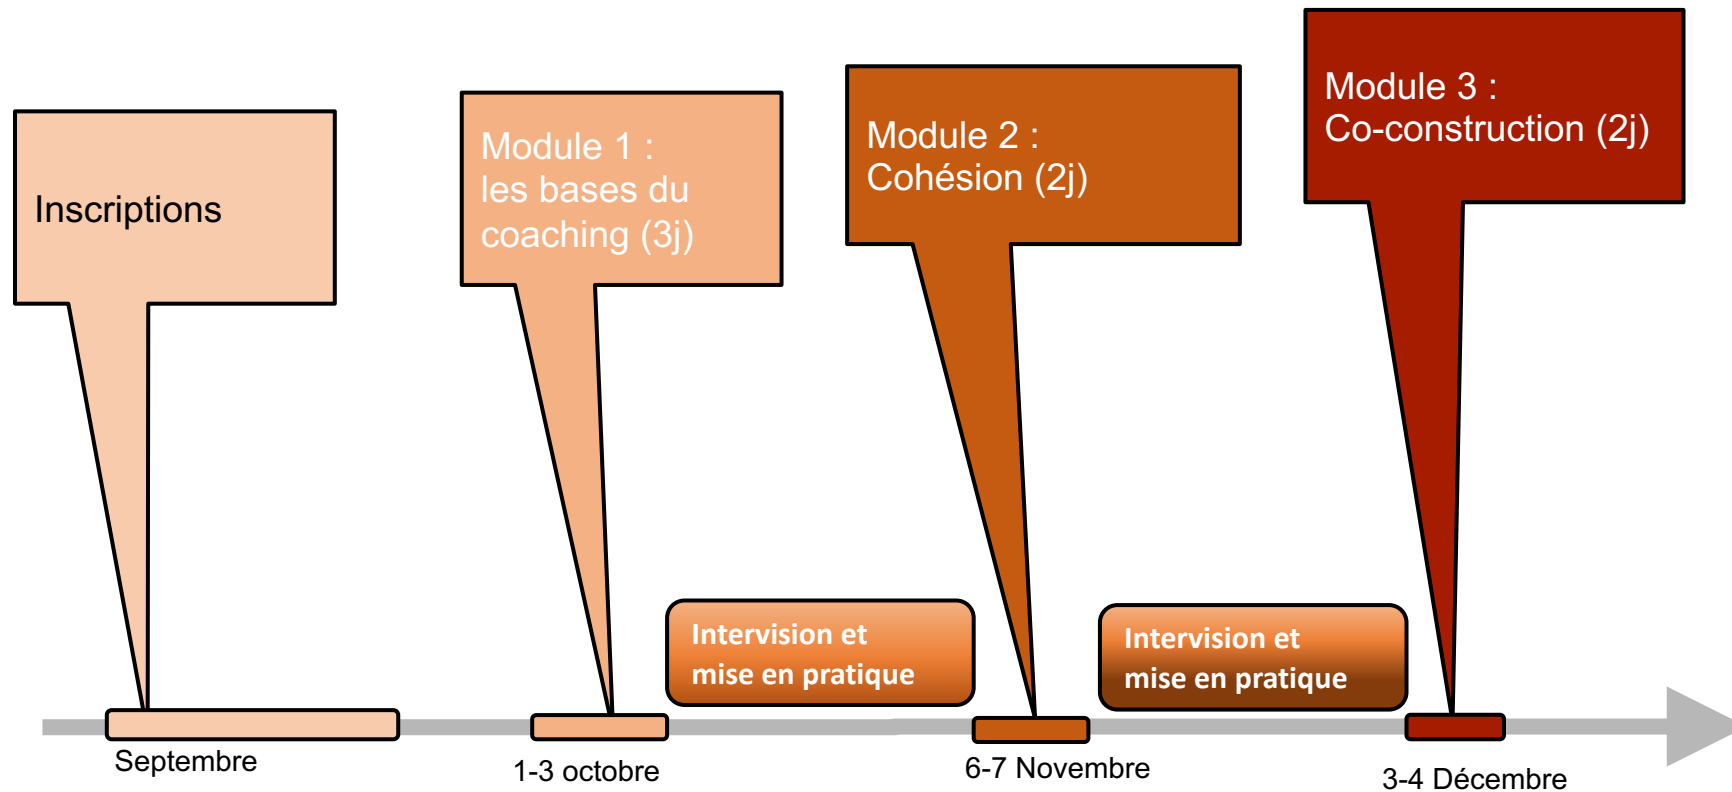 Inscriptions
Module 1 :
les bases du
coaching (3j)
Module 2 :
Cohésion (2j)
Module 3 :
Co-construction (2j)
Intervision et
mise en pratique
Intervision et
mise en pratique
Septembre
1-3 octobre
6-7 Novembre
3-4 Décembre